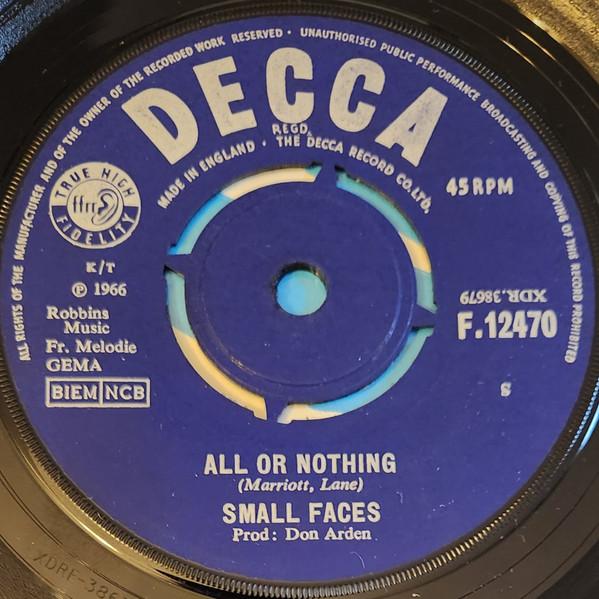 ALL RIGHTS OF THE MANUFACTURER AND OF THE OWNER OF THE RECORDED WORK RESERVED • UNAUTHORISED PUBLIC PERFORMANCE BROADCASTING AND COPYING OF THIS RECORD PROHIBITED
DECCA
REGD.
MADE IN ENGLAND • THE DECCA RECORD CO. LTD.
45 RPM
TRUE HIGH
ffrr
FIDELITY
K/T
℗ 1966
Robbins
Music
Fr. Melodie
GEMA
BIEM NCB
XDR.38679
F.12470
S
ALL OR NOTHING
(Marriott, Lane)
SMALL FACES
Prod: Don Arden